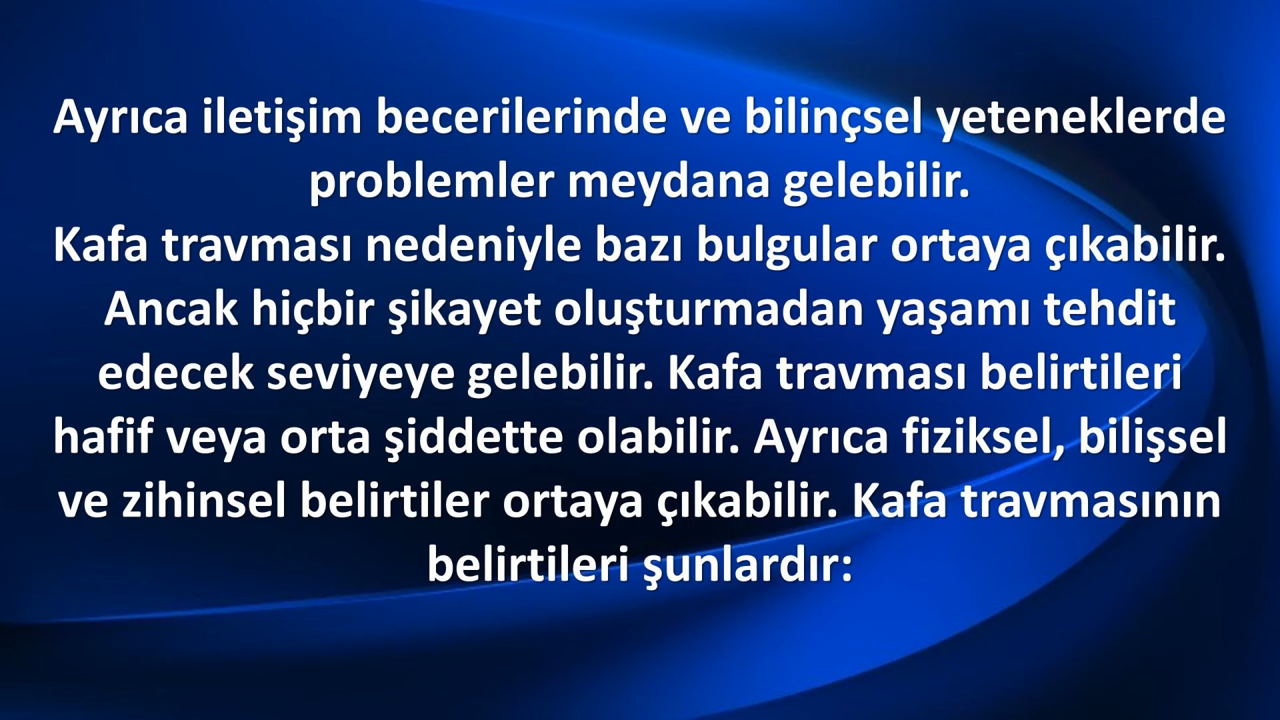 Ayrıca iletişim becerilerinde ve bilinçsel yeteneklerde
problemler meydana gelebilir.
Kafa travması nedeniyle bazı bulgular ortaya çıkabilir.
Ancak hiçbir şikayet oluşturmadan yaşamı tehdit
edecek seviyeye gelebilir. Kafa travması belirtileri
hafif veya orta şiddette olabilir. Ayrıca fiziksel, bilişsel
ve zihinsel belirtiler ortaya çıkabilir. Kafa travmasının
belirtileri şunlardır: